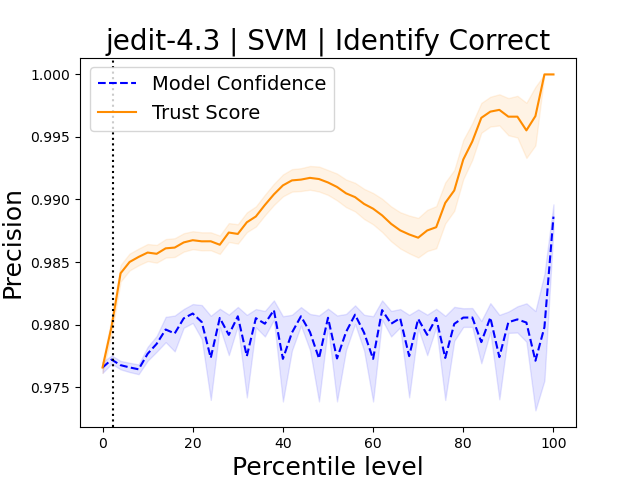 jedit-4.3 | SVM | Identify Correct
Model Confidence
Trust Score
1.000
0.995
0.990
0.985
0.980
0.975
Precision
0 20 40 60 80 100
Percentile level